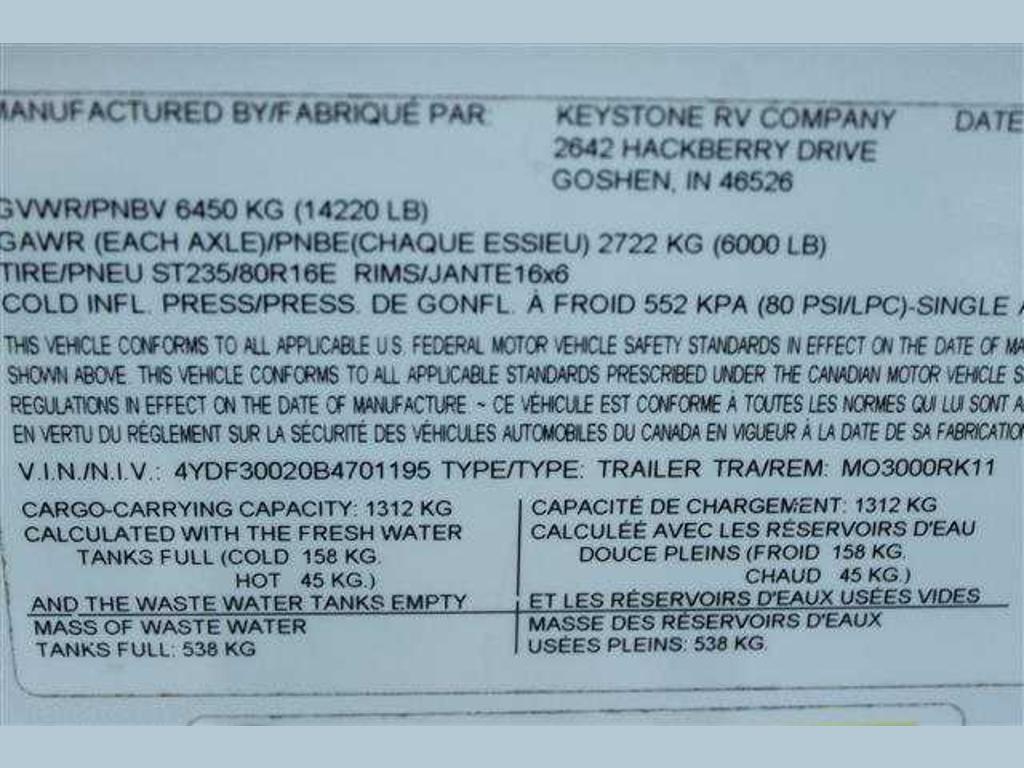 MANUFACTURED BY/FABRIQUÉ PAR: KEYSTONE RV COMPANY DATE
2642 HACKBERRY DRIVE
GOSHEN, IN 46526
GVWR/PNBV 6450 KG (14220 LB)
GAWR (EACH AXLE)/PNBE(CHAQUE ESSIEU) 2722 KG (6000 LB)
TIRE/PNEU ST235/80R16E RIMS/JANTE16x6
COLD INFL. PRESS/PRESS. DE GONFL. À FROID 552 KPA (80 PSI/LPC)-SINGLE
THIS VEHICLE CONFORMS TO ALL APPLICABLE U.S. FEDERAL MOTOR VEHICLE SAFETY STANDARDS IN EFFECT ON THE DATE OF MA
SHOWN ABOVE. THIS VEHICLE CONFORMS TO ALL APPLICABLE STANDARDS PRESCRIBED UNDER THE CANADIAN MOTOR VEHICLE S
REGULATIONS IN EFFECT ON THE DATE OF MANUFACTURE ~ CE VÉHICULE EST CONFORME À TOUTES LES NORMES QUI LUI SONT A
EN VERTU DU RÉGLEMENT SUR LA SÉCURITÉ DES VÉHICULES AUTOMOBILES DU CANADA EN VIGUEUR À LA DATE DE SA FABRICATION
V.I.N./N.I.V.: 4YDF30020B4701195 TYPE/TYPE: TRAILER TRA/REM: MO3000RK11
CARGO-CARRYING CAPACITY: 1312 KG
CALCULATED WITH THE FRESH WATER
TANKS FULL (COLD 158 KG.
HOT 45 KG.)
AND THE WASTE WATER TANKS EMPTY
MASS OF WASTE WATER
TANKS FULL: 538 KG
CAPACITÉ DE CHARGEMENT: 1312 KG
CALCULÉÉ AVEC LES RÉSERVOIRS D'EAU
DOUCE PLEINS (FROID 158 KG.
CHAUD 45 KG.)
ET LES RÉSERVOIRS D'EAUX USÉES VIDES
MASSE DES RÉSERVOIRS D'EAUX
USÉES PLEINS: 538 KG.